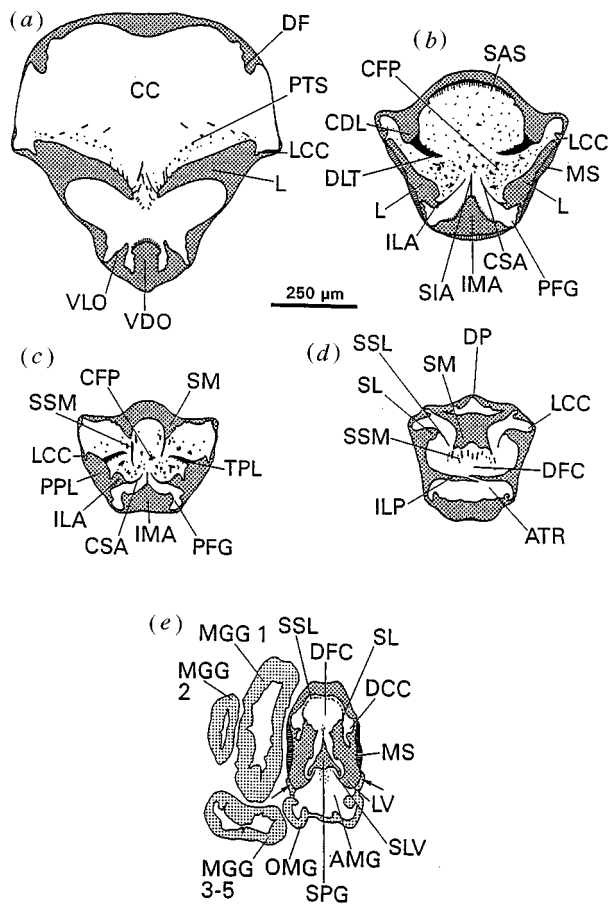 (a)
DF
CC
PTS
LCC
L
VLO
VDO
(b)
SAS
CFP
CDL
LCC
DLT
MS
L
L
ILA
CSA
SIA
IMA
PFG
250 µm
(c)
CFP
SM
SSM
LCC
TPL
PPL
ILA
CSA
IMA
PFG
(d)
DP
SSL
SM
SL
LCC
SSM
DFC
ILP
ATR
(e)
MGG 1
SSL
SL
DFC
MGG
2
DCC
MS
LV
MGG
3-5
OMG
AMG
SLV
SPG